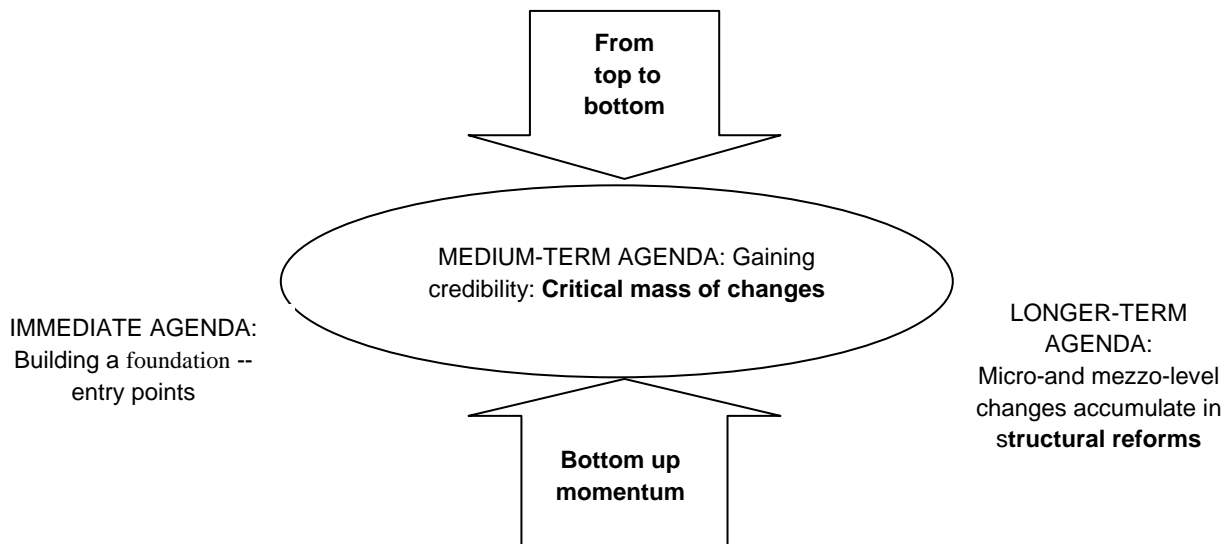 From
top to
bottom
MEDIUM-TERM AGENDA: Gaining
credibility: Critical mass of changes
IMMEDIATE AGENDA:
Building a foundation --
entry points
LONGER-TERM
AGENDA:
Micro-and mezzo-level
changes accumulate in
structural reforms
Bottom up
momentum